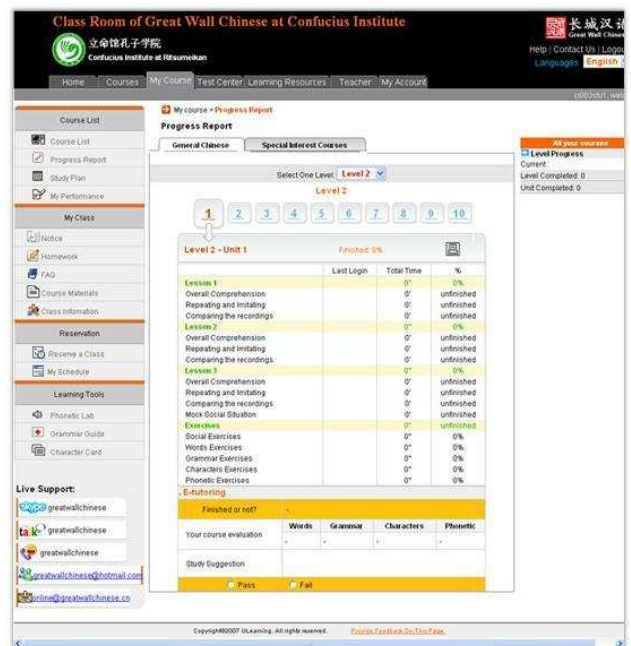 Class Room of Great Wall Chinese at Confucius Institute
立命馆孔子学院
Confucius Institute at Ritsumeikan
长城汉语
Great Wall Chinese
Help | Contact Us | Logout
Languages English
Home Courses My Course Test Center Learning Resources Teacher My Account
My course > Progress Report
Progress Report
Course List
Course List
Progress Report
Study Plan
My Performance
My Class
Notice
Homework
FAQ
Course Materials
Class Infomation
Reservation
Reserve a Class
My Schedule
Learning Tools
Phonetic Lab
Grammar Guide
Character Card
Live Support:
greatwallchinese
greatwallchinese
greatwallchinese
greatwallchinese@hotmail.com
online@greatwallchinese.cn
General Chinese Special Interest Courses
Select One Level: Level 2
Level 2
1 2 3 4 5 6 7 8 9 10
Level 2 - Unit 1 Finished: 0%
Last Login Total Time %
Lesson 1 0" 0%
Overall Comprehension 0' unfinished
Repeating and Imitating 0' unfinished
Comparing the recordings 0' unfinished
Lesson 2 0" 0%
Overall Comprehension 0' unfinished
Repeating and Imitating 0' unfinished
Comparing the recordings 0' unfinished
Lesson 3 0" 0%
Overall Comprehension 0' unfinished
Repeating and Imitating 0' unfinished
Comparing the recordings 0' unfinished
Mock Social Situation 0' unfinished
Exercises 0" unfinished
Social Exercises 0" 0%
Words Exercises 0" 0%
Grammar Exercises 0" 0%
Characters Exercises 0" 0%
Phonetic Exercises 0" 0%
E-tutoring
Finished or not? -
Words Grammar Characters Phonetic
Your course evaluation - - - -
Study Suggestion
Pass Fail
All your courses
Level Progress
Current:
Level Completed: 0
Unit Completed: 0
Copyright©2007 ULearning. All rights reserved. Provide Feedback On This Page.